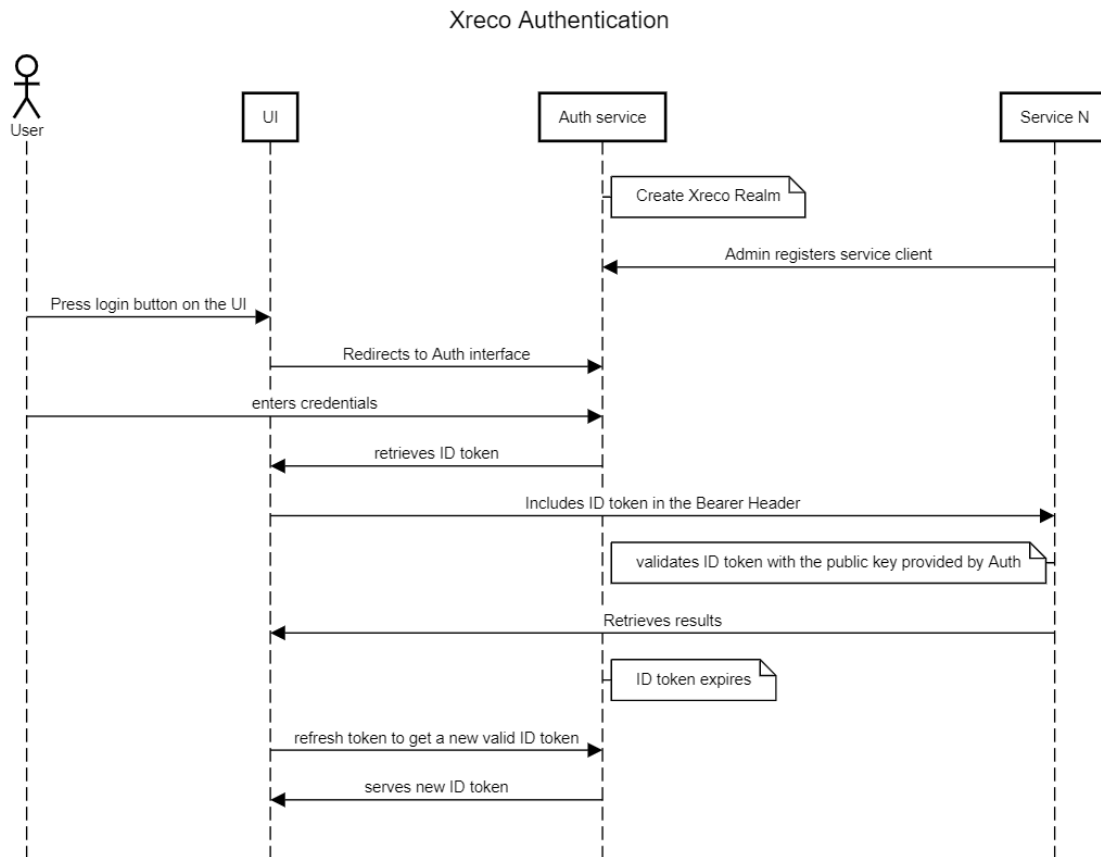 Xreco Authentication
User
UI
Auth service
Service N
Create Xreco Realm
Admin registers service client
Press login button on the UI
Redirects to Auth interface
enters credentials
retrieves ID token
Includes ID token in the Bearer Header
validates ID token with the public key provided by Auth
Retrieves results
ID token expires
refresh token to get a new valid ID token
serves new ID token